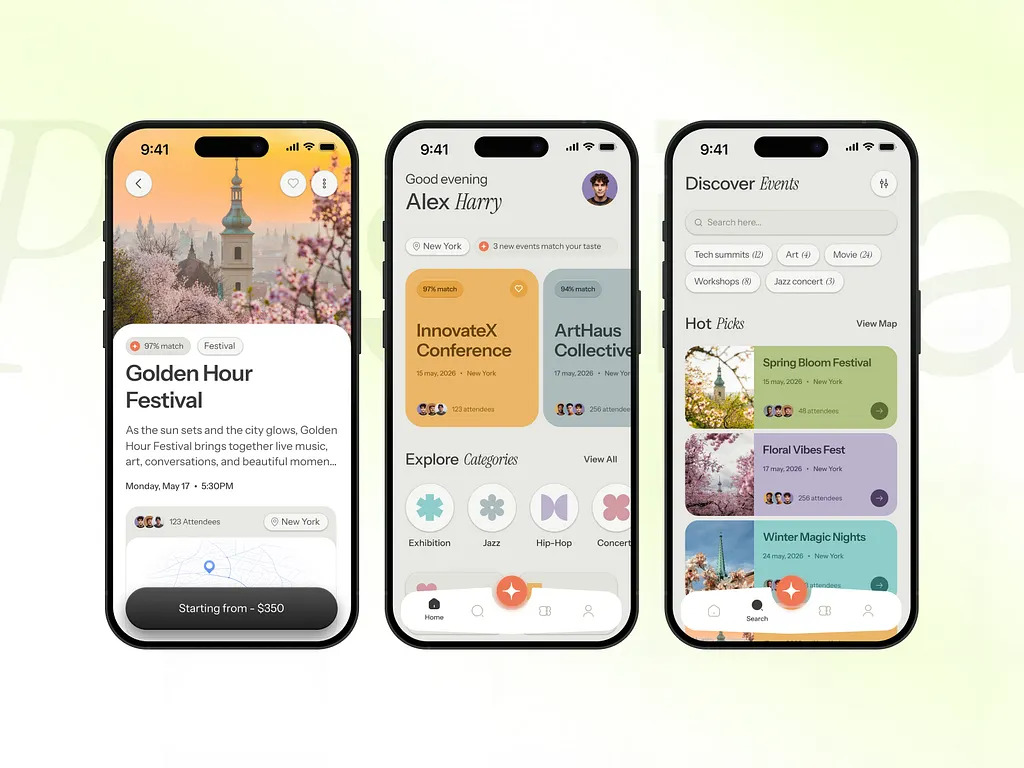 9:41
97% match
Festival
Golden Hour
Festival
As the sun sets and the city glows, Golden
Hour Festival brings together live music,
art, conversations, and beautiful momen...
Monday, May 17 • 5:30PM
123 Attendees
New York
Starting from - $350
9:41
Good evening
Alex Harry
New York
3 new events match your taste
97% match
InnovateX
Conference
15 may, 2026 • New York
123 attendees
94% match
ArtHaus
Collective
17 may, 2026 • New Yor
256 attendees
Explore Categories
View All
Exhibition
Jazz
Hip-Hop
Concert
Home
9:41
Discover Events
Search here...
Tech summits (12)
Art (4)
Movie (24)
Workshops (8)
Jazz concert (3)
Hot Picks
View Map
Spring Bloom Festival
15 may, 2026 • New York
48 attendees
Floral Vibes Fest
17 may, 2026 • New York
256 attendees
Winter Magic Nights
24 may, 2026 • New York
attendees
Search